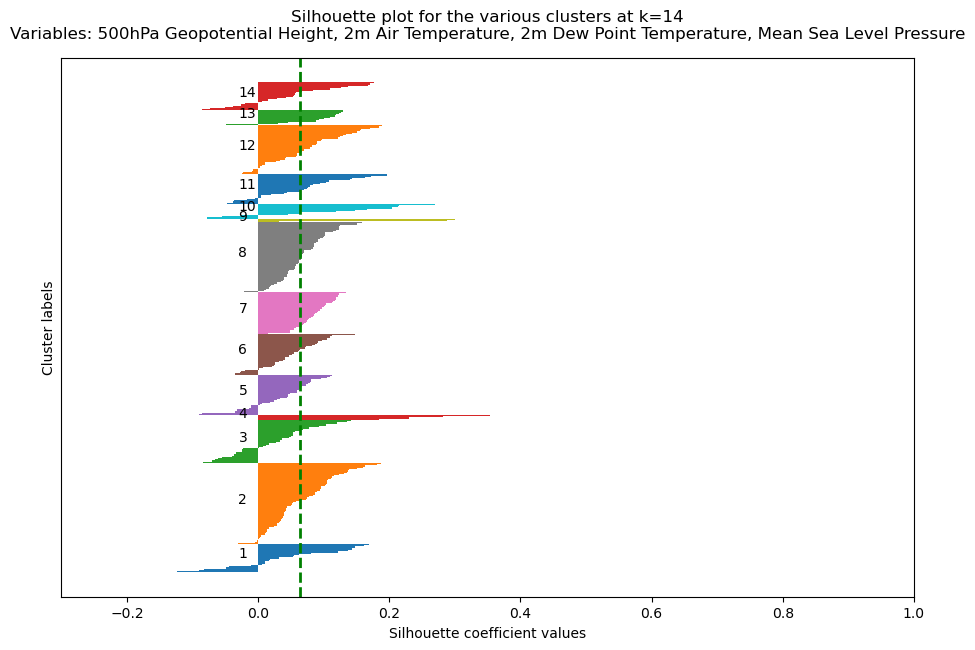 Silhouette plot for the various clusters at k=14
Variables: 500hPa Geopotential Height, 2m Air Temperature, 2m Dew Point Temperature, Mean Sea Level Pressure
Cluster labels
14
13
12
11
10
9
8
7
6
5
4
3
2
1
−0.2 0.0 0.2 0.4 0.6 0.8 1.0
Silhouette coefficient values